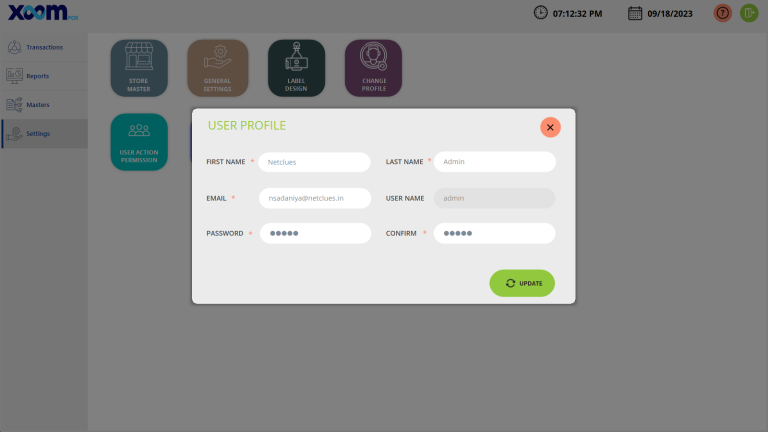 xoom POS
07:12:32 PM
09/18/2023
Transactions
Reports
Masters
Settings
STORE
MASTER
GENERAL
SETTINGS
LABEL
DESIGN
CHANGE
PROFILE
USER ACTION
PERMISSION
USER PROFILE
FIRST NAME * Netclues
LAST NAME * Admin
EMAIL * nsadaniya@netclues.in
USER NAME admin
PASSWORD * ●●●●●
CONFIRM * ●●●●●
UPDATE